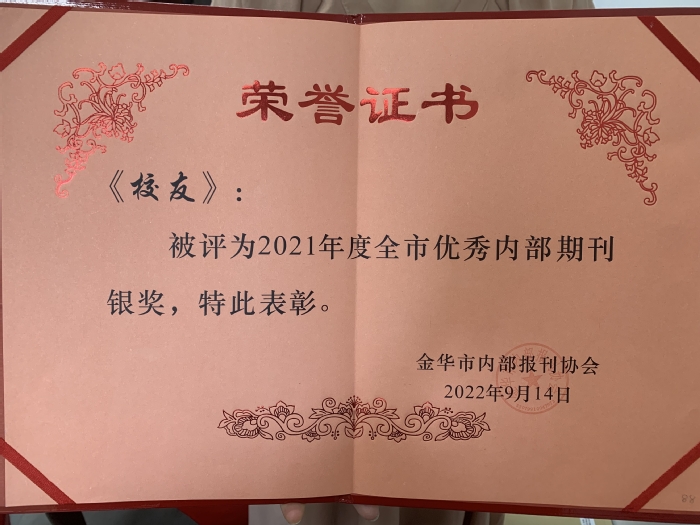 荣誉证书
《校友》：
被评为2021年度全市优秀内部期刊
银奖，特此表彰。
金华市内部报刊协会
2022年9月14日